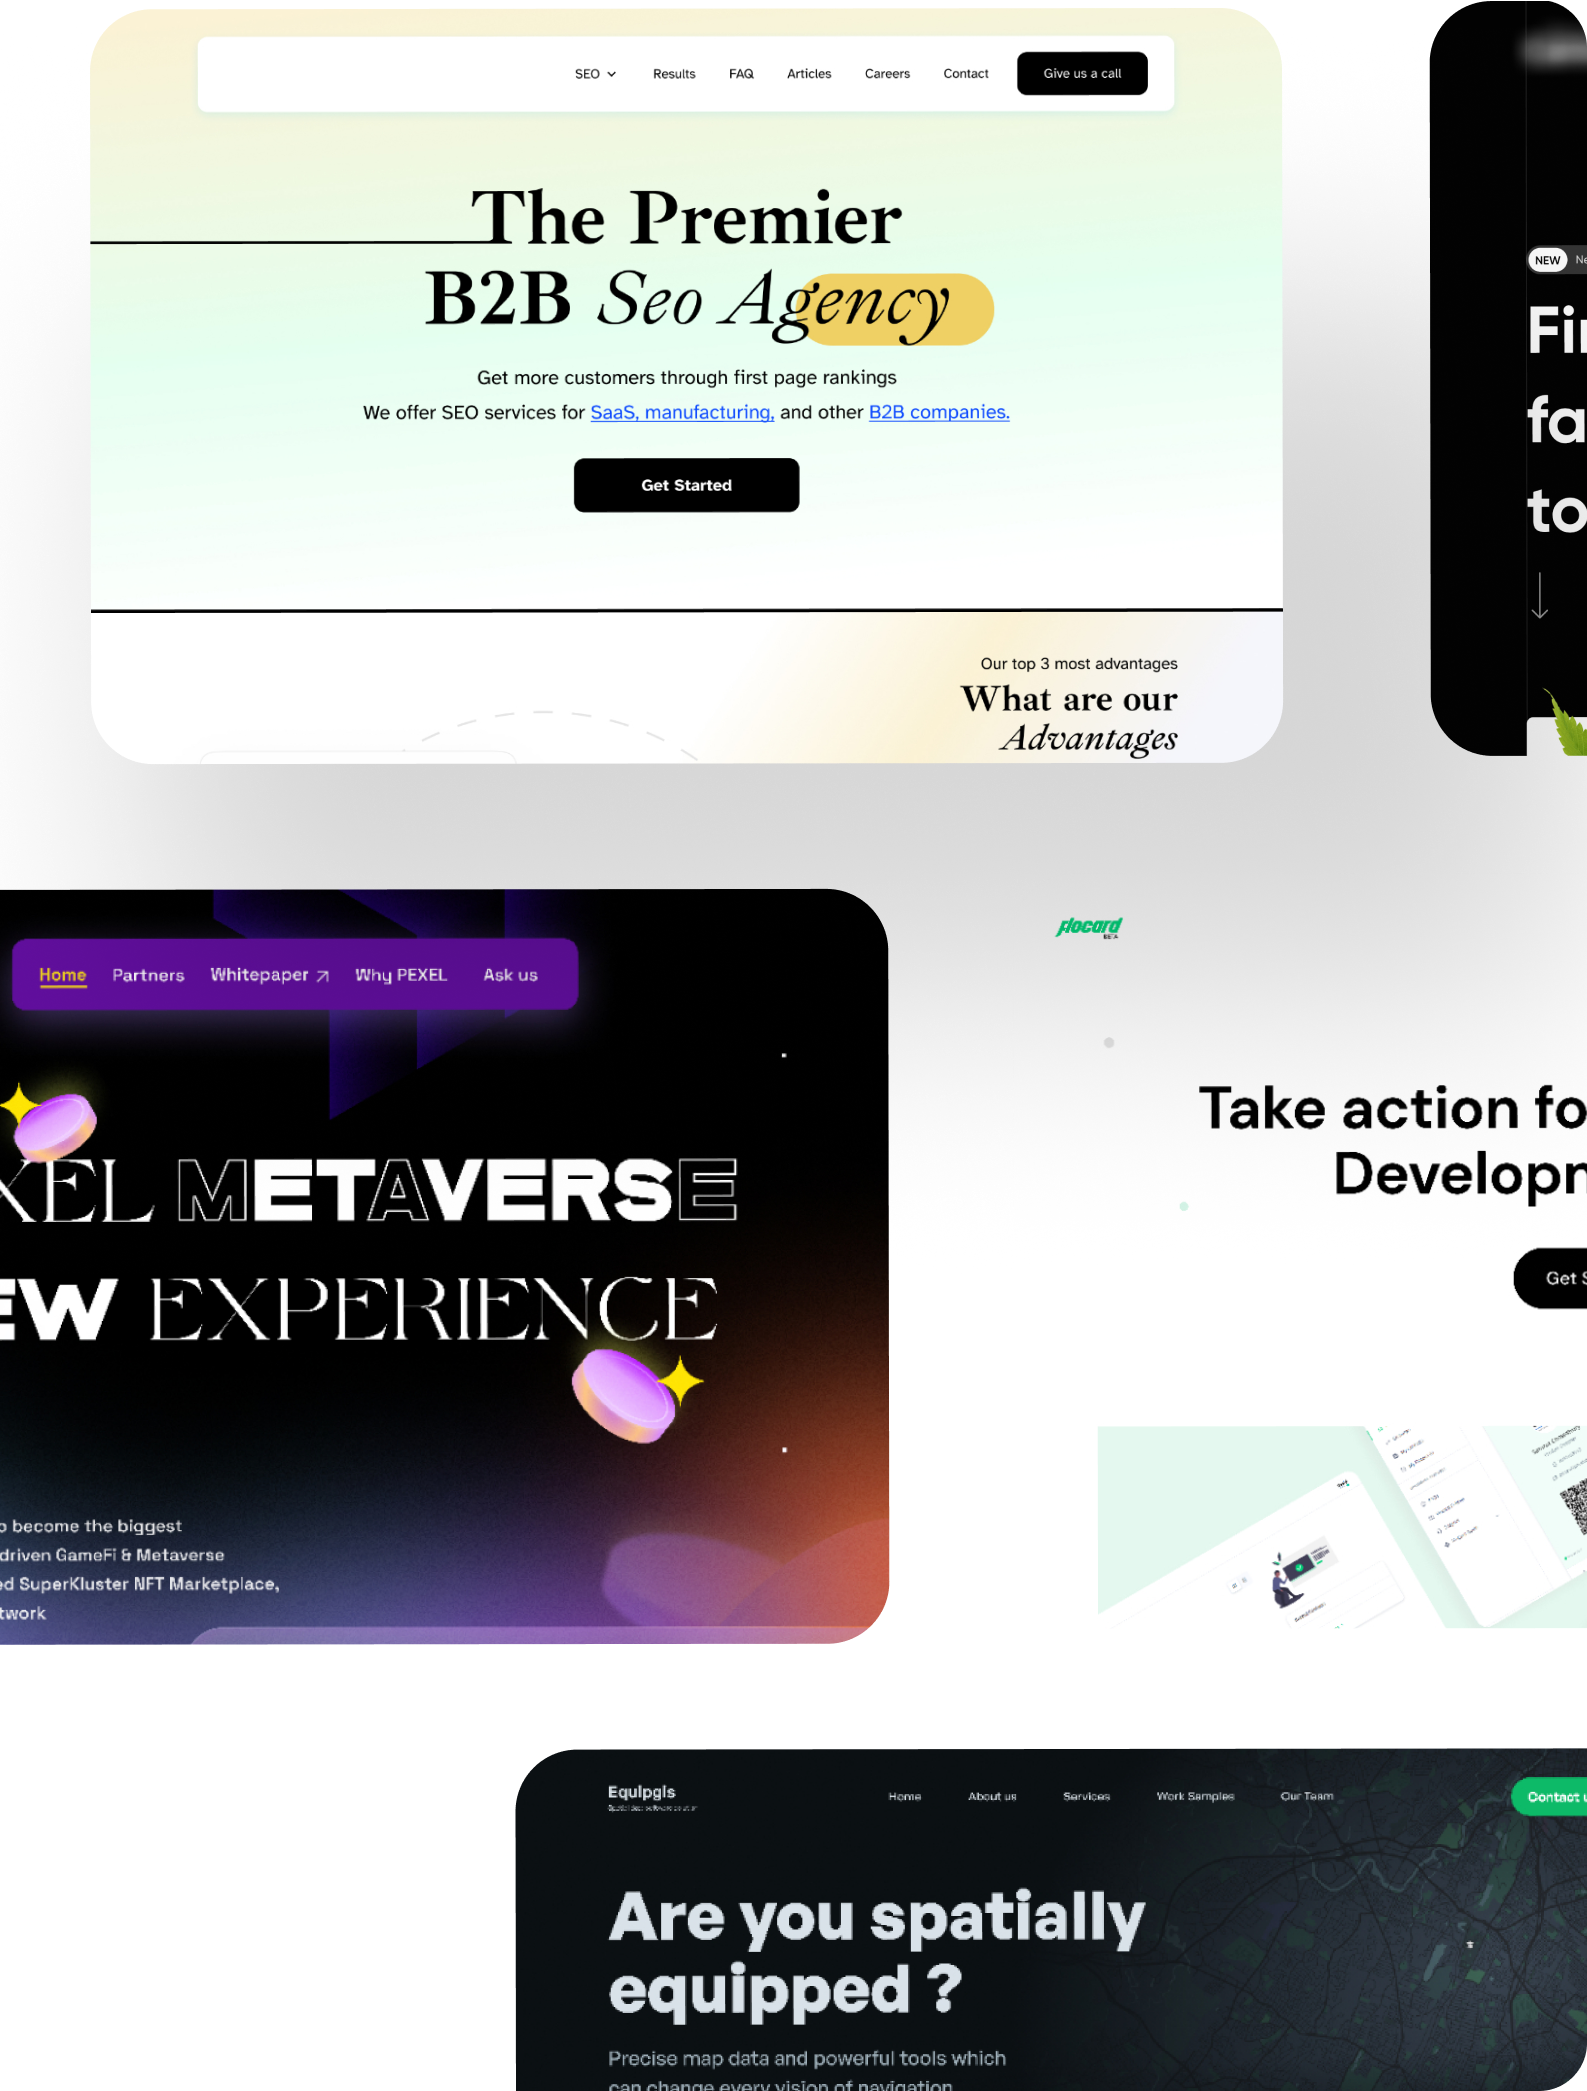 SEO
Results
FAQ
Articles
Careers
Contact
Give us a call
The Premier
B2B Seo Agency
Get more customers through first page rankings
We offer SEO services for SaaS, manufacturing, and other B2B companies.
Get Started
Our top 3 most advantages
What are our
Advantages
NEW Ne
Fir
fa
to
Home
Partners
Whitepaper
Why PEXEL
Ask us
XEL METAVERSE
EW EXPERIENCE
o become the biggest
driven GameFi & Metaverse
ed SuperKluster NFT Marketplace,
twork
flocard
BETA
Take action fo
Developm
Get S
Equipgis
Home
About us
Services
Work Samples
Our Team
Contact u
Are you spatially
equipped ?
Precise map data and powerful tools which
can change every vision of navigation